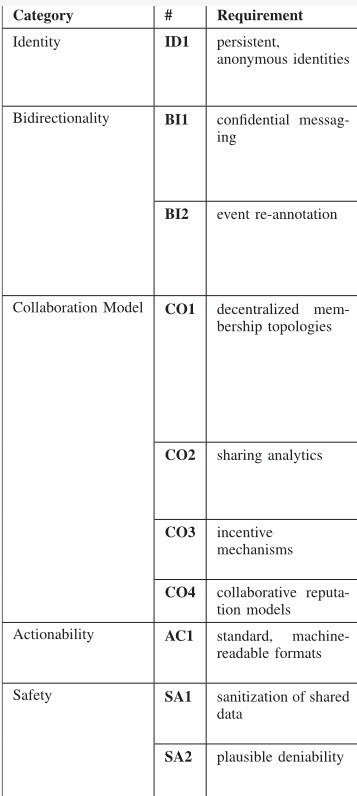 Category # Requirement
Identity ID1 persistent,
anonymous identities
Bidirectionality BI1 confidential messag-
ing
BI2 event re-annotation
Collaboration Model CO1 decentralized mem-
bership topologies
CO2 sharing analytics
CO3 incentive
mechanisms
CO4 collaborative reputa-
tion models
Actionability AC1 standard, machine-
readable formats
Safety SA1 sanitization of shared
data
SA2 plausible deniability